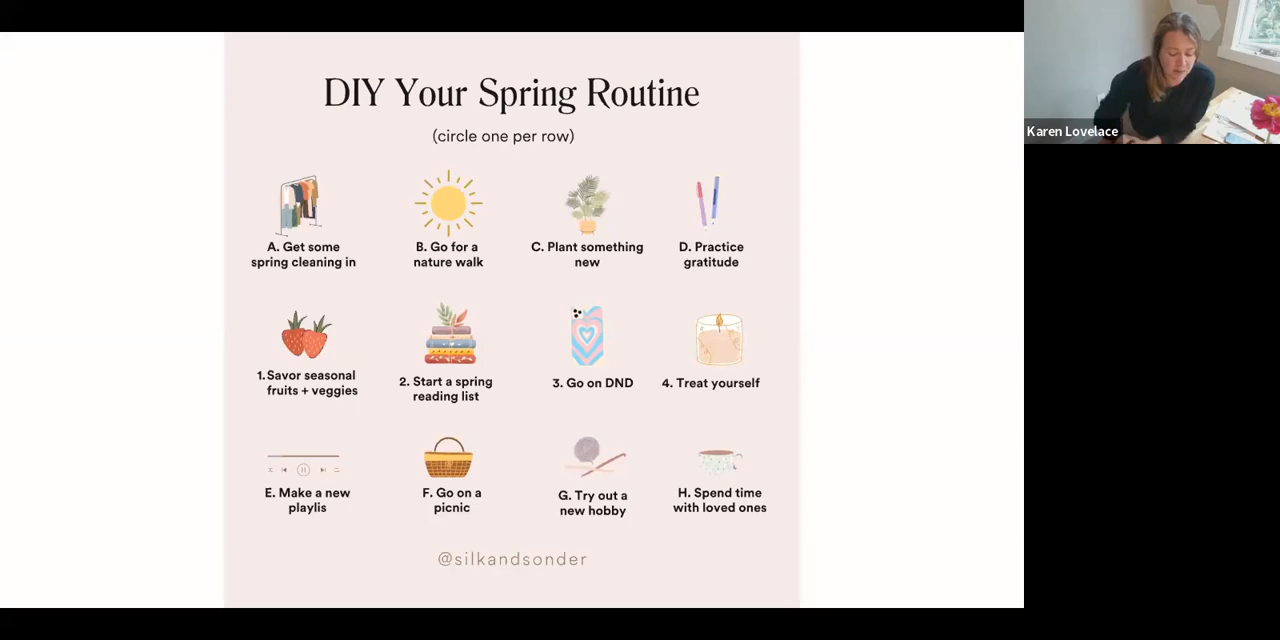 DIY Your Spring Routine
(circle one per row)
A. Get some
spring cleaning in
B. Go for a
nature walk
C. Plant something
new
D. Practice
gratitude
1. Savor seasonal
fruits + veggies
2. Start a spring
reading list
3. Go on DND
4. Treat yourself
E. Make a new
playlis
F. Go on a
picnic
G. Try out a
new hobby
H. Spend time
with loved ones
@silkandsonder
Karen Lovelace